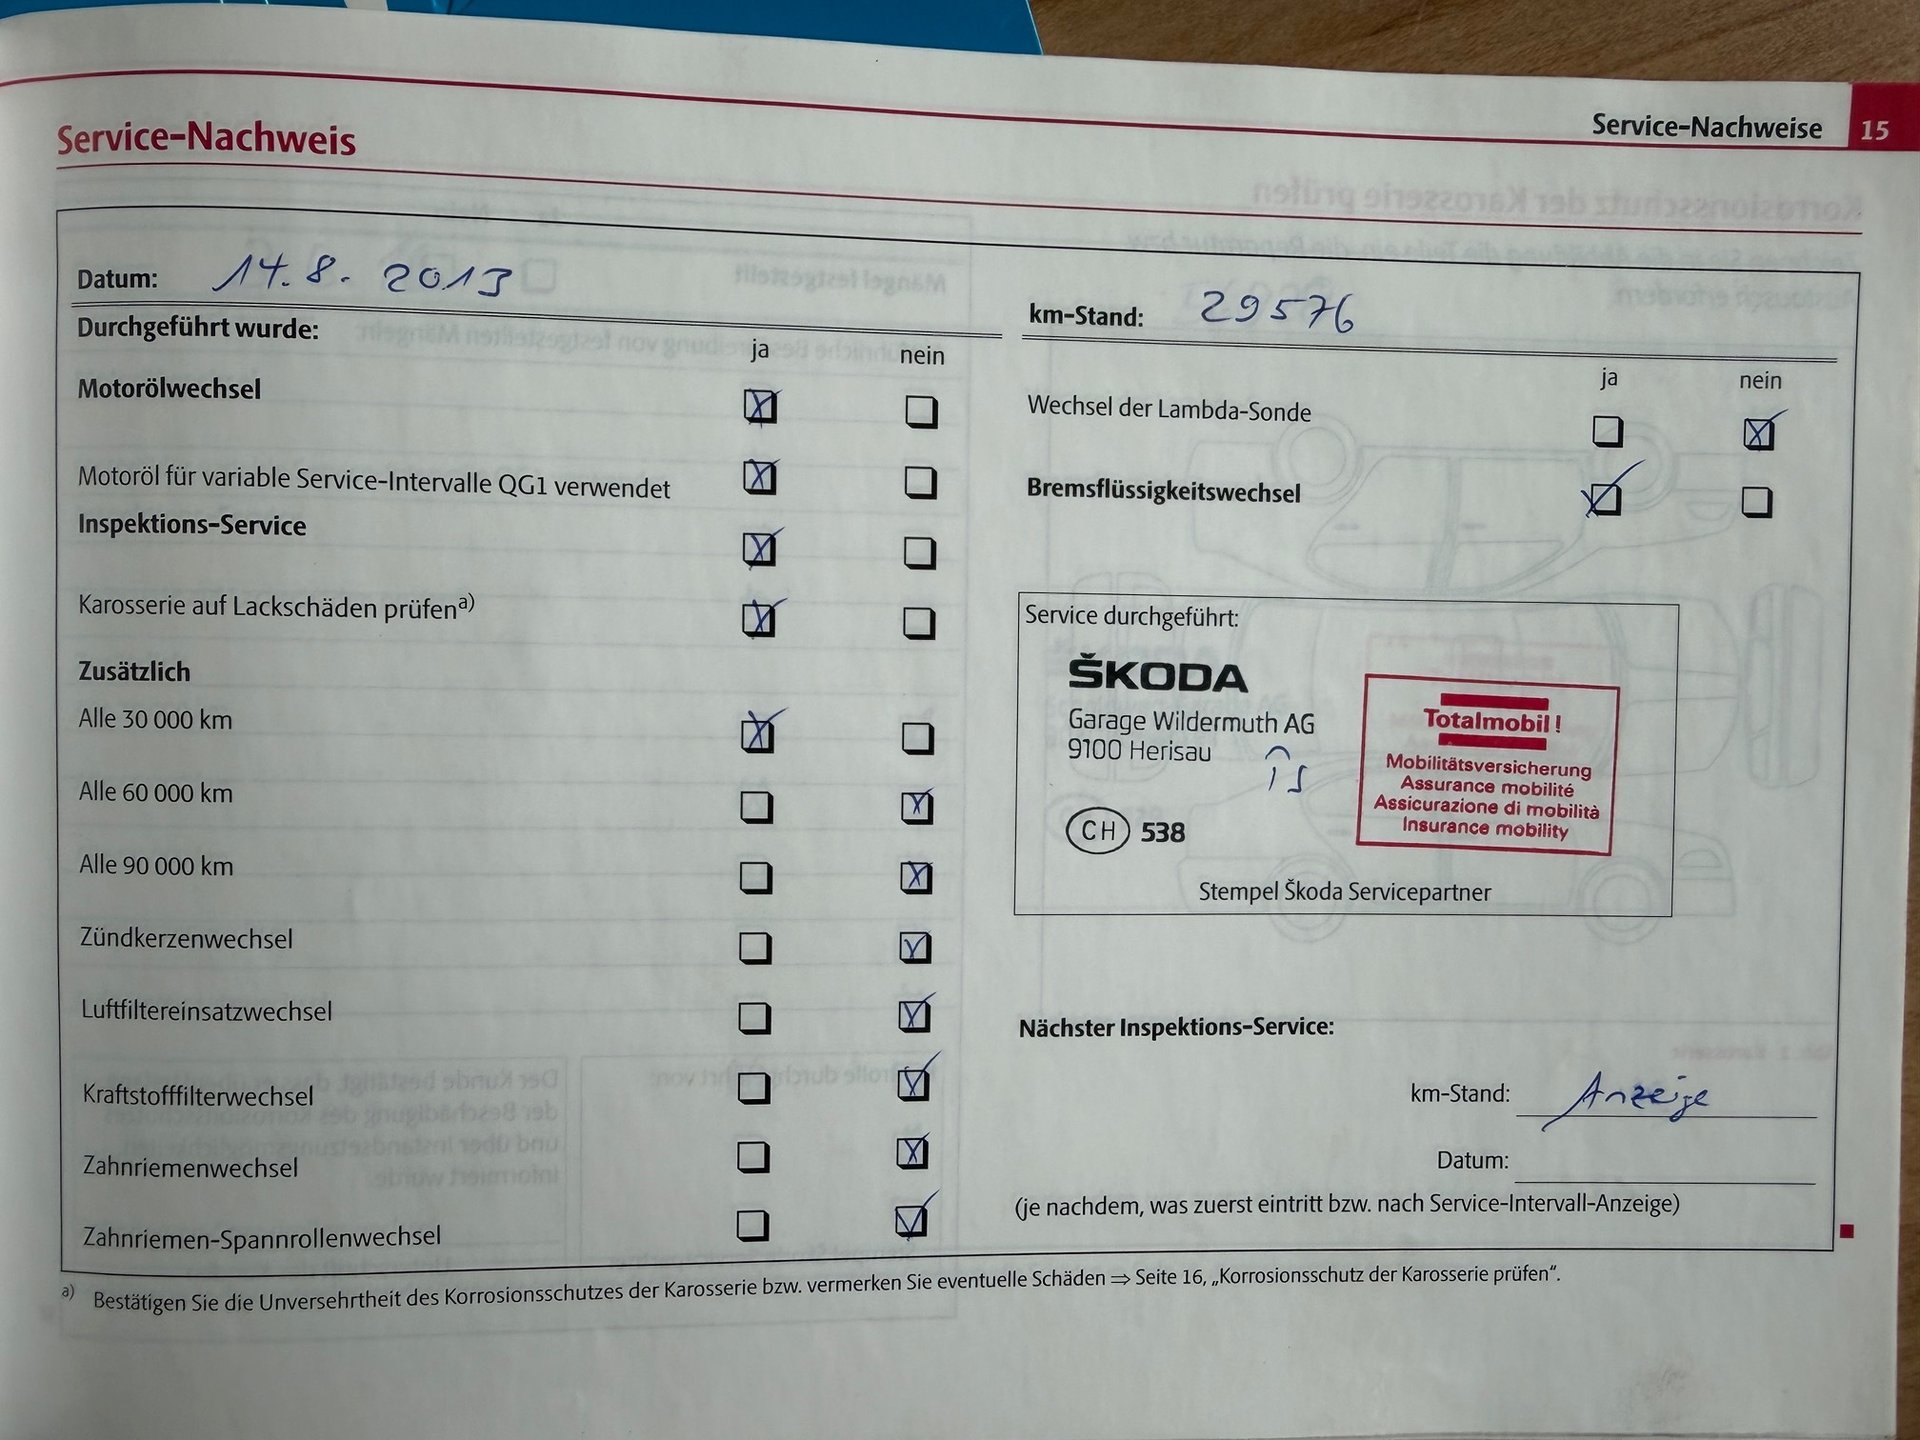 Service-Nachweise 15
Service-Nachweis
Datum: 14.8. 2013
Durchgeführt wurde:
ja nein
Motorölwechsel
Motoröl für variable Service-Intervalle QG1 verwendet
Inspektions-Service
Karosserie auf Lackschäden prüfen a)
Zusätzlich
Alle 30 000 km
Alle 60 000 km
Alle 90 000 km
Zündkerzenwechsel
Luftfiltereinsatzwechsel
Kraftstofffilterwechsel
Zahnriemenwechsel
Zahnriemen-Spannrollenwechsel
km-Stand: 29576
ja nein
Wechsel der Lambda-Sonde
Bremsflüssigkeitswechsel
Service durchgeführt:
ŠKODA
Garage Wildermuth AG
9100 Herisau
CH 538
Totalmobil !
Mobilitätsversicherung
Assurance mobilité
Assicurazione di mobilità
Insurance mobility
Stempel Škoda Servicepartner
Nächster Inspektions-Service:
km-Stand: Anzeige
Datum:
(je nachdem, was zuerst eintritt bzw. nach Service-Intervall-Anzeige)
a) Bestätigen Sie die Unversehrtheit des Korrosionsschutzes der Karosserie bzw. vermerken Sie eventuelle Schäden ⇒ Seite 16, „Korrosionsschutz der Karosserie prüfen“.